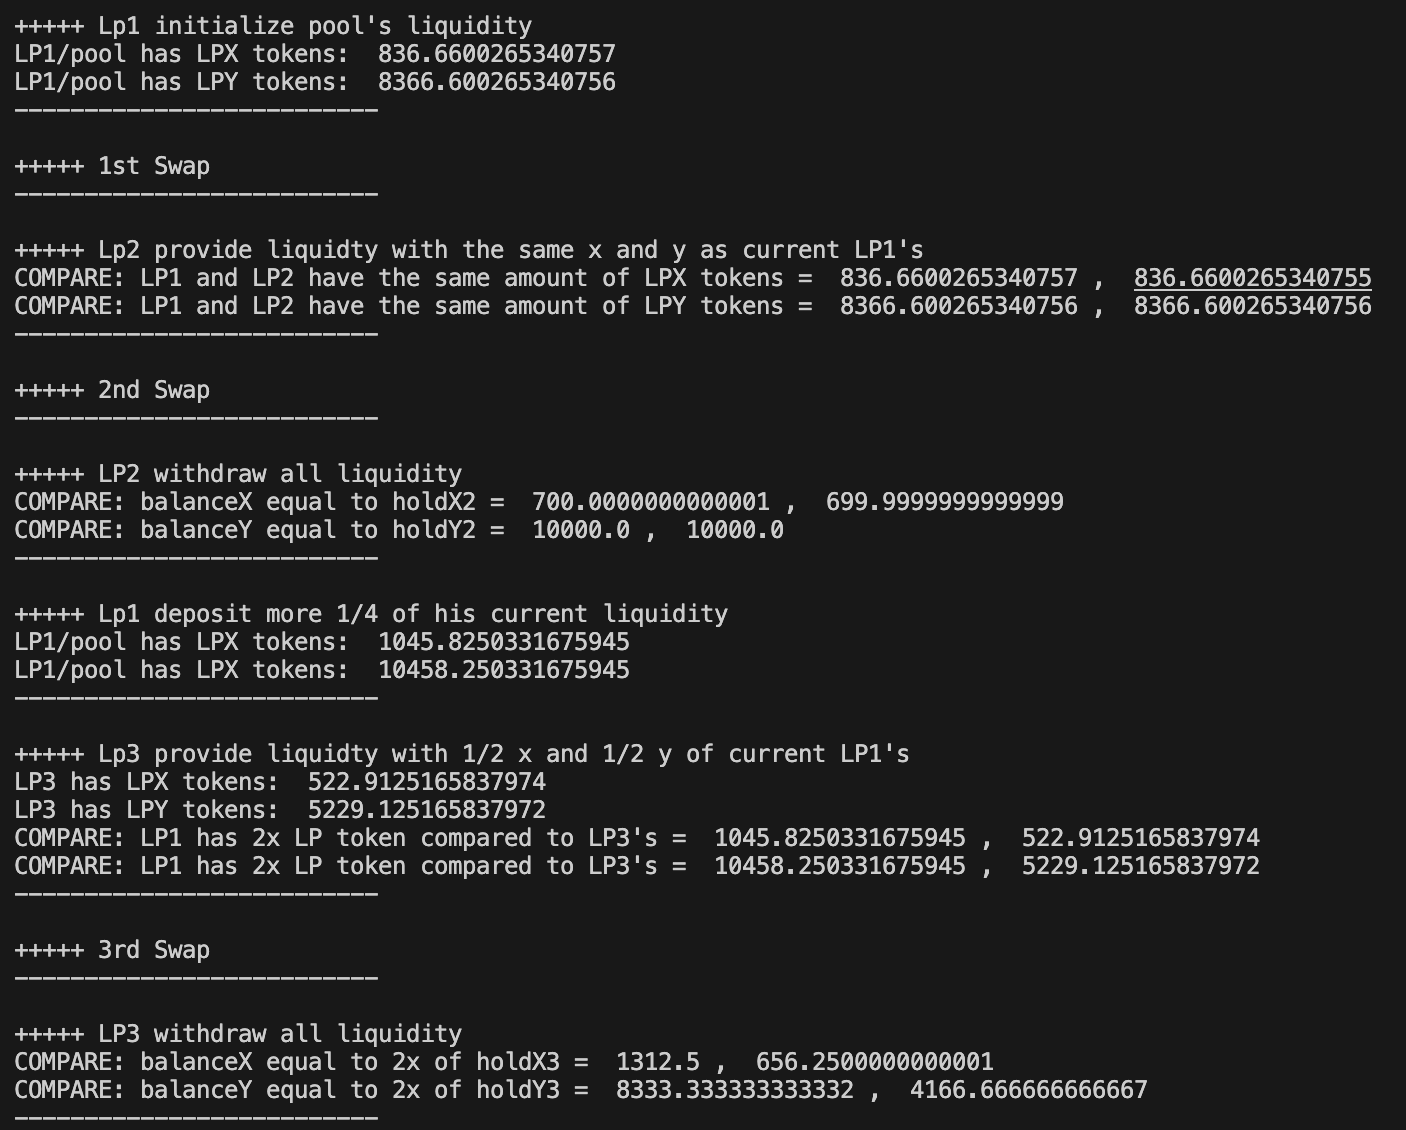 +++++ Lp1 initialize pool's liquidity
LP1/pool has LPX tokens:  836.6600265340757
LP1/pool has LPY tokens:  8366.600265340756
--------------------------
+++++ 1st Swap
--------------------------
+++++ Lp2 provide liquidty with the same x and y as current LP1's
COMPARE: LP1 and LP2 have the same amount of LPX tokens =  836.6600265340757 ,  836.6600265340755
COMPARE: LP1 and LP2 have the same amount of LPY tokens =  8366.600265340756 ,  8366.600265340756
--------------------------
+++++ 2nd Swap
--------------------------
+++++ LP2 withdraw all liquidity
COMPARE: balanceX equal to holdX2 =  700.0000000000001 ,  699.9999999999999
COMPARE: balanceY equal to holdY2 =  10000.0 ,  10000.0
--------------------------
+++++ Lp1 deposit more 1/4 of his current liquidity
LP1/pool has LPX tokens:  1045.8250331675945
LP1/pool has LPX tokens:  10458.250331675945
--------------------------
+++++ Lp3 provide liquidty with 1/2 x and 1/2 y of current LP1's
LP3 has LPX tokens:  522.9125165837974
LP3 has LPY tokens:  5229.125165837972
COMPARE: LP1 has 2x LP token compared to LP3's =  1045.8250331675945 ,  522.9125165837974
COMPARE: LP1 has 2x LP token compared to LP3's =  10458.250331675945 ,  5229.125165837972
--------------------------
+++++ 3rd Swap
--------------------------
+++++ LP3 withdraw all liquidity
COMPARE: balanceX equal to 2x of holdX3 =  1312.5 ,  656.2500000000001
COMPARE: balanceY equal to 2x of holdY3 =  8333.333333333332 ,  4166.666666666667
--------------------------